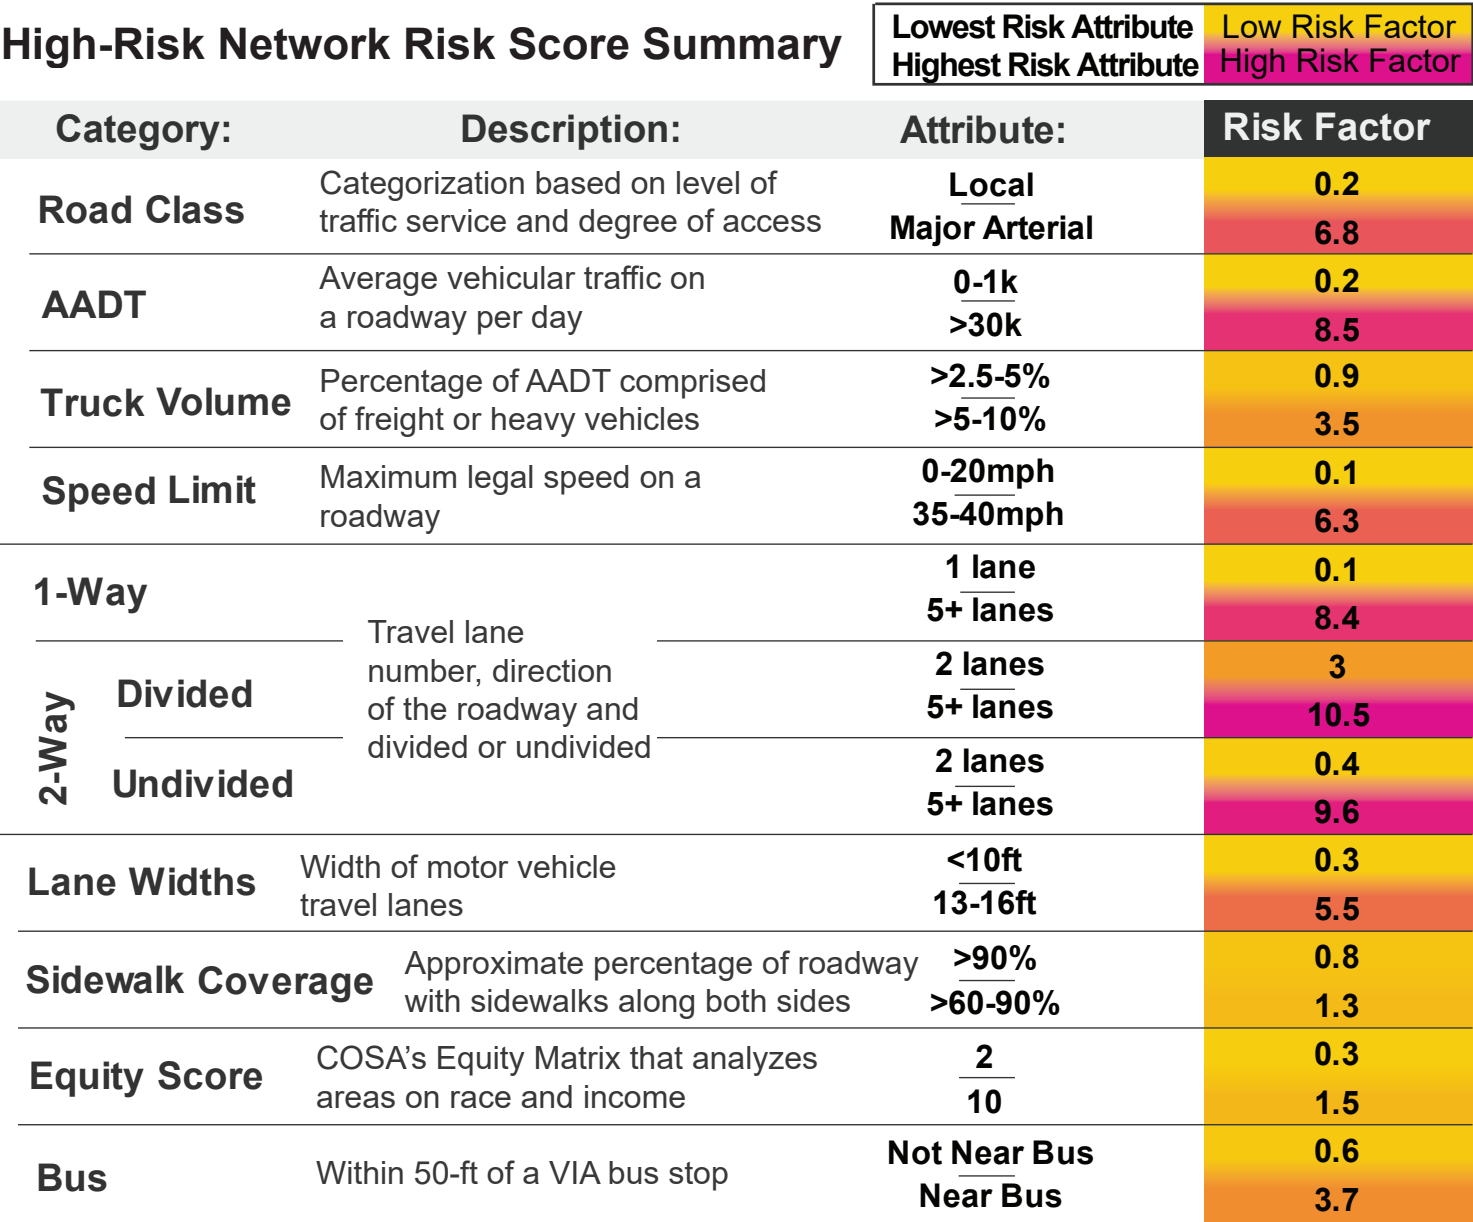 High-Risk Network Risk Score Summary
Lowest Risk Attribute Low Risk Factor
Highest Risk Attribute High Risk Factor
Category: Description: Attribute: Risk Factor
Road Class
Categorization based on level of
traffic service and degree of access
Local
Major Arterial
0.2
6.8
AADT
Average vehicular traffic on
a roadway per day
0-1k
>30k
0.2
8.5
Truck Volume
Percentage of AADT comprised
of freight or heavy vehicles
>2.5-5%
>5-10%
0.9
3.5
Speed Limit
Maximum legal speed on a
roadway
0-20mph
35-40mph
0.1
6.3
1-Way
Travel lane
number, direction
of the roadway and
divided or undivided
1 lane
5+ lanes
0.1
8.4
2-Way
Divided
2 lanes
5+ lanes
3
10.5
Undivided
2 lanes
5+ lanes
0.4
9.6
Lane Widths
Width of motor vehicle
travel lanes
<10ft
13-16ft
0.3
5.5
Sidewalk Coverage
Approximate percentage of roadway
with sidewalks along both sides
>90%
>60-90%
0.8
1.3
Equity Score
COSA’s Equity Matrix that analyzes
areas on race and income
2
10
0.3
1.5
Bus
Within 50-ft of a VIA bus stop
Not Near Bus
Near Bus
0.6
3.7